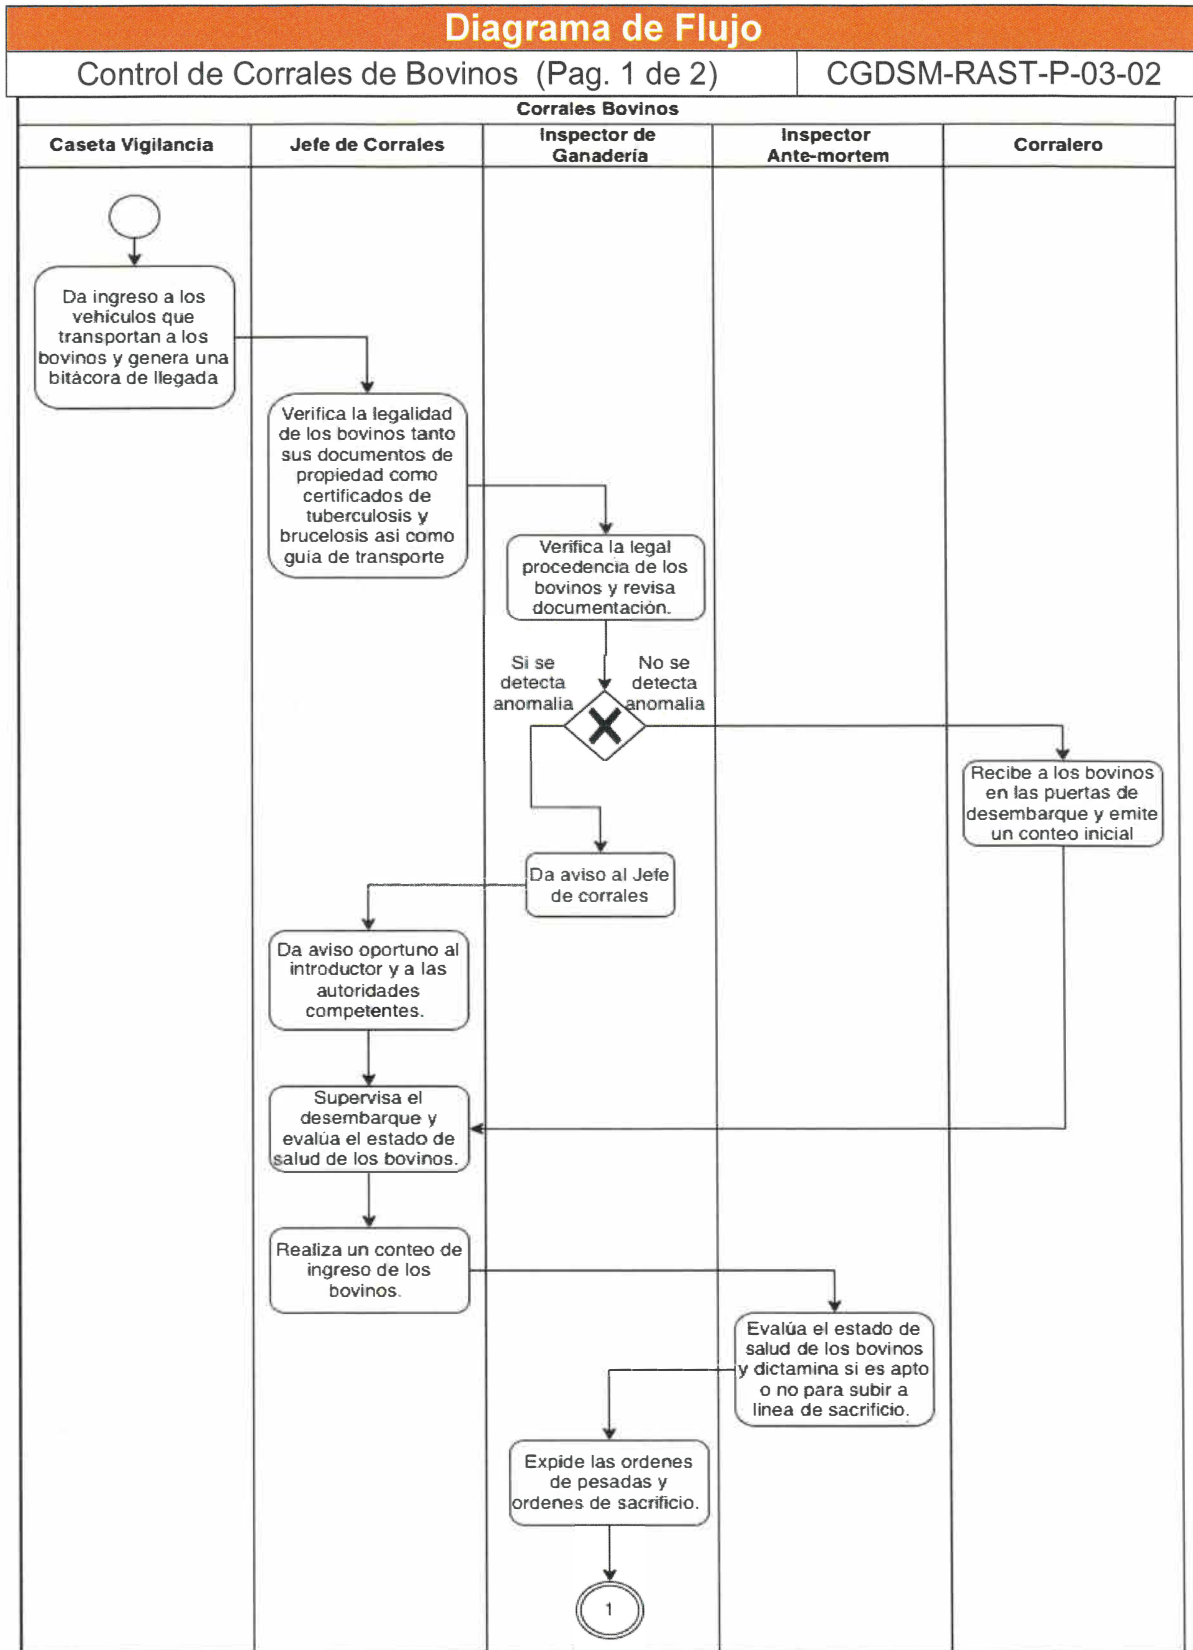 Diagrama de Flujo
Control de Corrales de Bovinos (Pag. 1 de 2)
CGDSM-RAST-P-03-02
Corrales Bovinos
Caseta Vigilancia
Jefe de Corrales
Inspector de
Ganadería
Inspector
Ante-mortem
Corralero
Da ingreso a los
vehículos que
transportan a los
bovinos y genera una
bitácora de llegada
Verifica la legalidad
de los bovinos tanto
sus documentos de
propiedad como
certificados de
tuberculosis y
brucelosis asi como
guia de transporte
Verifica la legal
procedencia de los
bovinos y revisa
documentación.
Si se
detecta
anomalia
No se
detecta
anomalia
Recibe a los bovinos
en las puertas de
desembarque y emite
un conteo inicial
Da aviso al Jefe
de corrales
Da aviso oportuno al
introductor y a las
autoridades
competentes.
Supervisa el
desembarque y
evalúa el estado de
salud de los bovinos.
Realiza un conteo de
ingreso de los
bovinos.
Evalúa el estado de
salud de los bovinos
y dictamina si es apto
o no para subir a
linea de sacrificio.
Expide las ordenes
de pesadas y
ordenes de sacrificio.
1